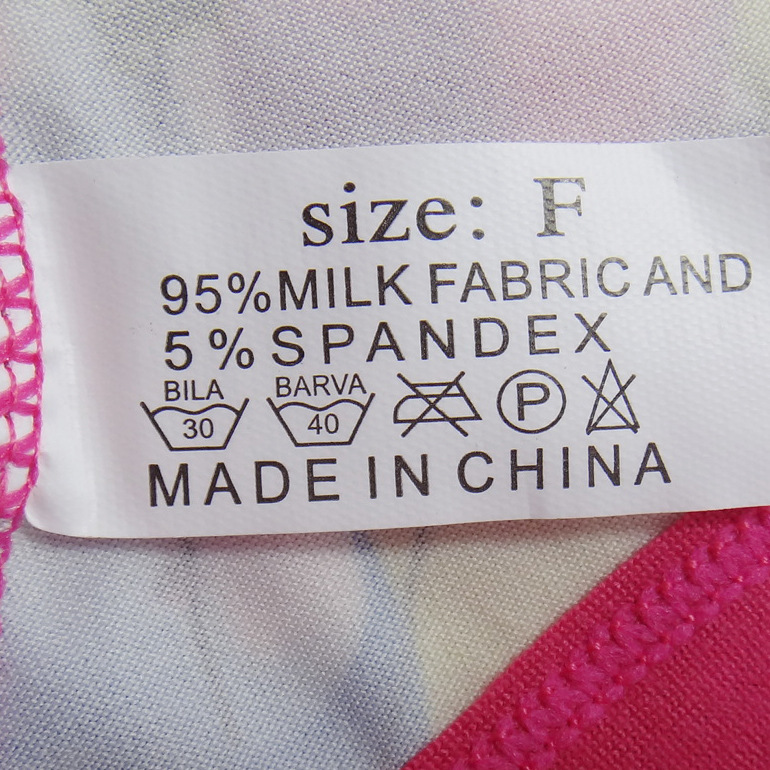 size: F
95% MILK FABRIC AND
5% SPANDEX
BILA BARVA
30 40 P
MADE IN CHINA